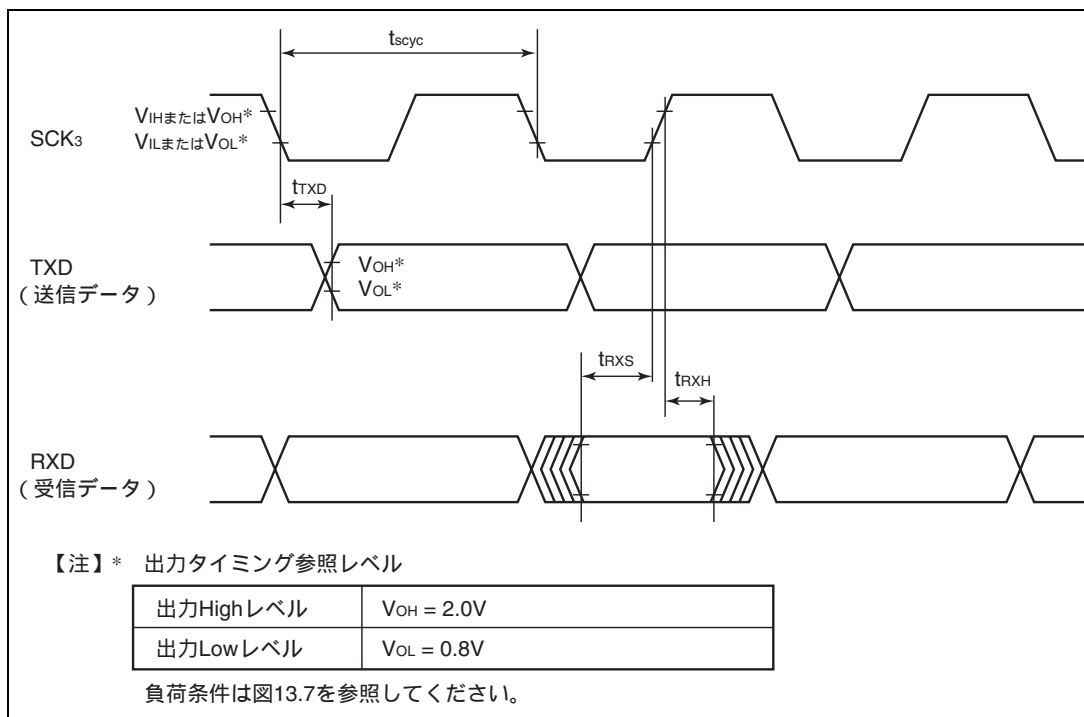 tscyc
VIHまたはVOH*
VILまたはVOL*
SCK3
tTXD
TXD
（送信データ）
VOH*
VOL*
tRXS
tRXH
RXD
（受信データ）
【注】* 出力タイミング参照レベル
出力Highレベル VOH = 2.0V
出力Lowレベル VOL = 0.8V
負荷条件は図13.7を参照してください。